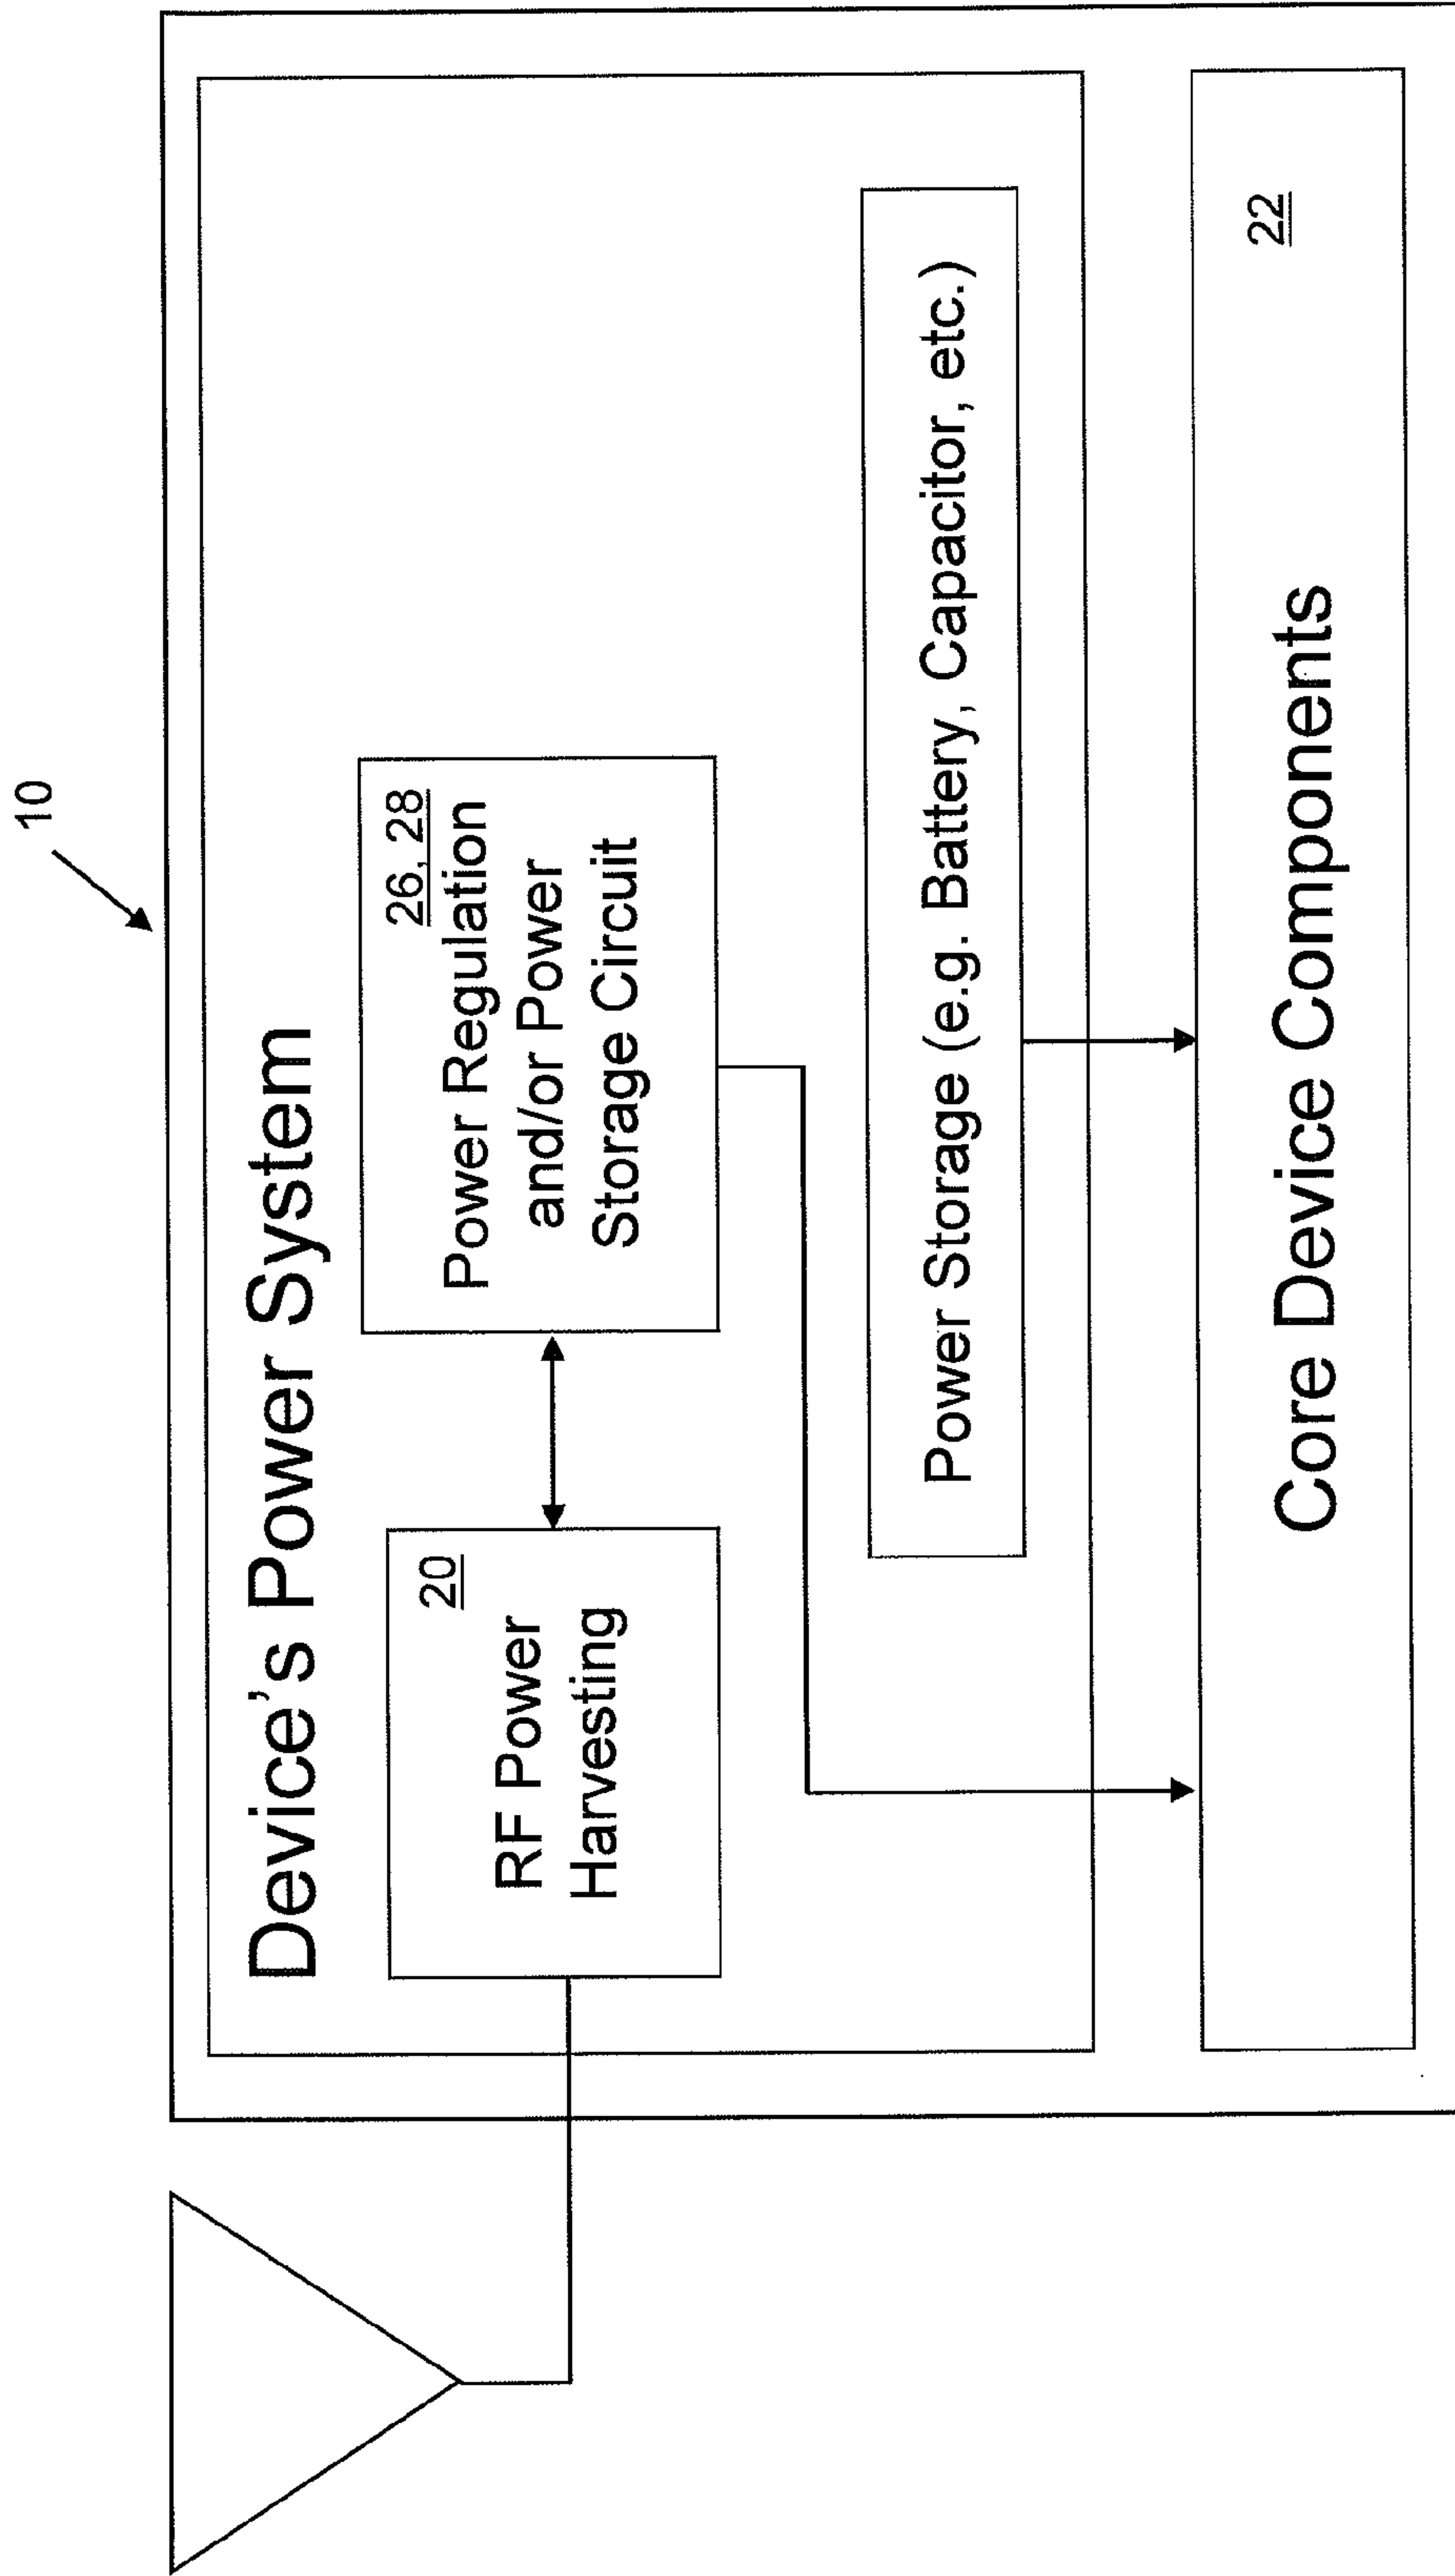 10
Device's Power System
20
RF Power
Harvesting
26, 28
Power Regulation
and/or Power
Storage Circuit
Power Storage (e.g. Battery, Capacitor, etc.)
22
Core Device Components